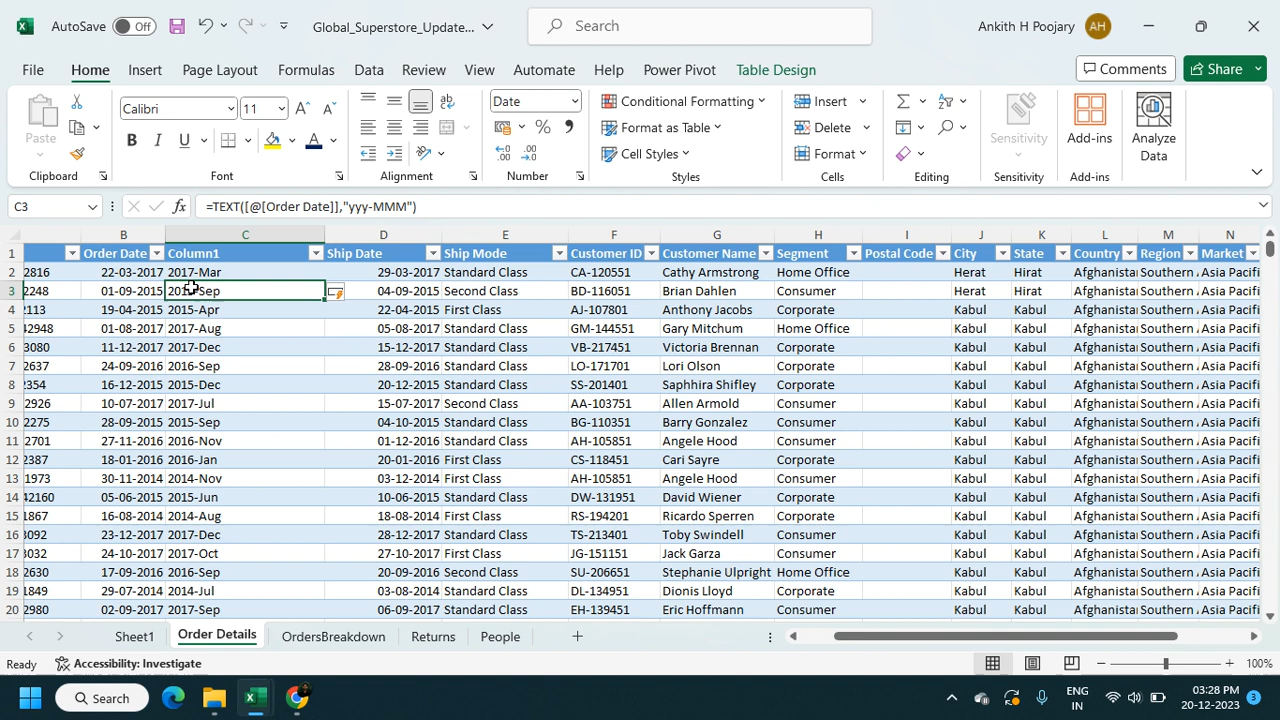 AutoSave Off Global_Superstore_Update... Search Ankith H Poojary AH
File Home Insert Page Layout Formulas Data Review View Automate Help Power Pivot Table Design Comments Share
Calibri 11 Date Conditional Formatting Insert
Paste Format as Table Delete Sensitivity Add-ins Analyze Data
Cell Styles Format
Clipboard Font Alignment Number Styles Cells Editing Sensitivity Add-ins
C3 fx =TEXT([@[Order Date]],"yyy-MMM")
B C D E F G H I J K L M N
1 Order Date Column1 Ship Date Ship Mode Customer ID Customer Name Segment Postal Code City State Country Region Market
2 2816 22-03-2017 2017-Mar 29-03-2017 Standard Class CA-120551 Cathy Armstrong Home Office Herat Hirat Afghanista Southern Asia Pacifi
3 2248 01-09-2015 2015-Sep 04-09-2015 Second Class BD-116051 Brian Dahlen Consumer Herat Hirat Afghanista Southern Asia Pacifi
4 2113 19-04-2015 2015-Apr 22-04-2015 First Class AJ-107801 Anthony Jacobs Corporate Kabul Kabul Afghanista Southern Asia Pacifi
5 42948 01-08-2017 2017-Aug 05-08-2017 Standard Class GM-144551 Gary Mitchum Home Office Kabul Kabul Afghanista Southern Asia Pacifi
6 3080 11-12-2017 2017-Dec 15-12-2017 Standard Class VB-217451 Victoria Brennan Corporate Kabul Kabul Afghanista Southern Asia Pacifi
7 2637 24-09-2016 2016-Sep 28-09-2016 Standard Class LO-171701 Lori Olson Corporate Kabul Kabul Afghanista Southern Asia Pacifi
8 2354 16-12-2015 2015-Dec 20-12-2015 Standard Class SS-201401 Saphhira Shifley Corporate Kabul Kabul Afghanista Southern Asia Pacifi
9 2926 10-07-2017 2017-Jul 15-07-2017 Second Class AA-103751 Allen Armold Consumer Kabul Kabul Afghanista Southern Asia Pacifi
10 2275 28-09-2015 2015-Sep 04-10-2015 Standard Class BG-110351 Barry Gonzalez Consumer Kabul Kabul Afghanista Southern Asia Pacifi
11 2701 27-11-2016 2016-Nov 01-12-2016 Standard Class AH-105851 Angele Hood Consumer Kabul Kabul Afghanista Southern Asia Pacifi
12 2387 18-01-2016 2016-Jan 20-01-2016 First Class CS-118451 Cari Sayre Corporate Kabul Kabul Afghanista Southern Asia Pacifi
13 1973 30-11-2014 2014-Nov 03-12-2014 First Class AH-105851 Angele Hood Consumer Kabul Kabul Afghanista Southern Asia Pacifi
14 42160 05-06-2015 2015-Jun 10-06-2015 Standard Class DW-131951 David Wiener Corporate Kabul Kabul Afghanista Southern Asia Pacifi
15 1867 16-08-2014 2014-Aug 18-08-2014 First Class RS-194201 Ricardo Sperren Corporate Kabul Kabul Afghanista Southern Asia Pacifi
16 3092 23-12-2017 2017-Dec 28-12-2017 Standard Class TS-213401 Toby Swindell Consumer Kabul Kabul Afghanista Southern Asia Pacifi
17 3032 24-10-2017 2017-Oct 27-10-2017 First Class JG-151151 Jack Garza Consumer Kabul Kabul Afghanista Southern Asia Pacifi
18 2630 17-09-2016 2016-Sep 20-09-2016 First Class SU-206651 Stephanie Ulpright Home Office Kabul Kabul Afghanista Southern Asia Pacifi
19 1849 29-07-2014 2014-Jul 03-08-2014 First Class DL-134951 Dionis Lloyd Corporate Kabul Kabul Afghanista Southern Asia Pacifi
20 2980 02-09-2017 2017-Sep 06-09-2017 Standard Class EH-139451 Eric Hoffmann Consumer Kabul Kabul Afghanista Southern Asia Pacifi
Sheet1 Order Details OrdersBreakdown Returns People
Ready Accessibility: Investigate 100%
Search ENG IN 03:28 PM 20-12-2023 3